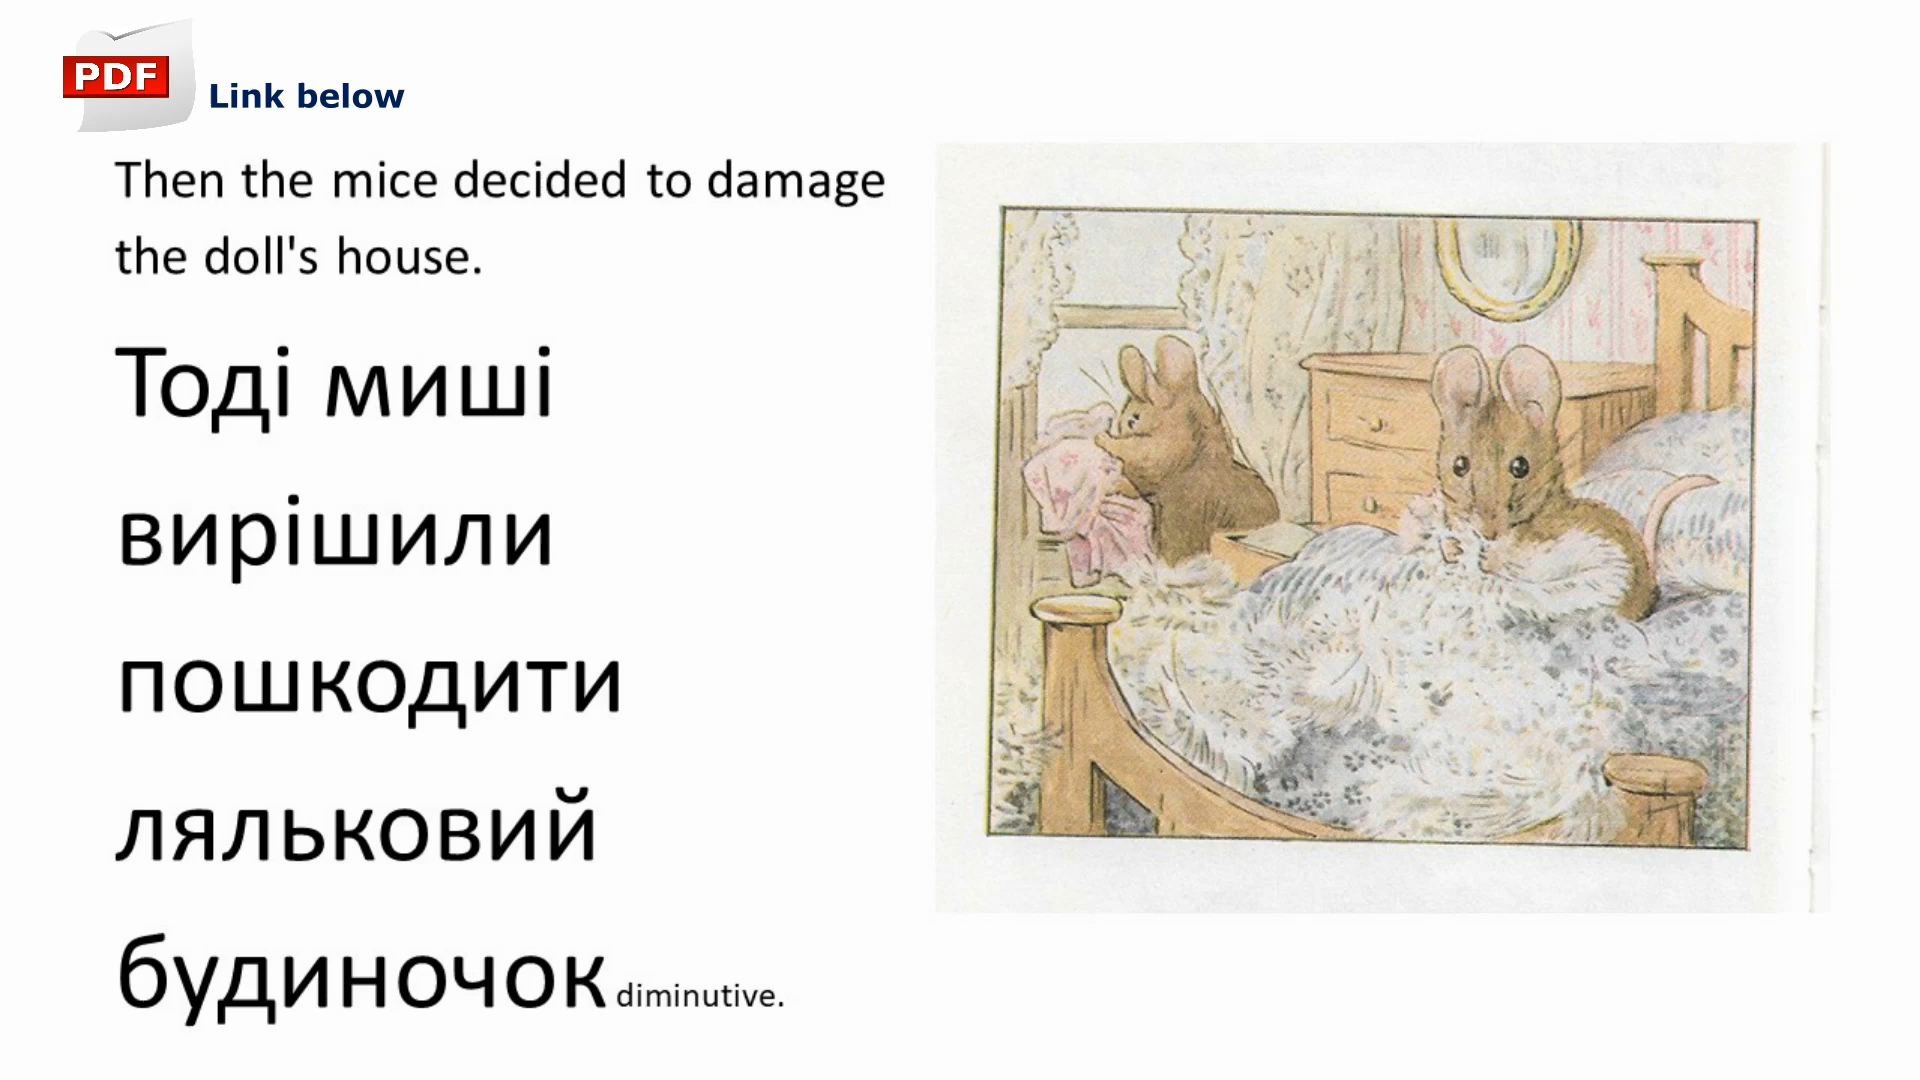 PDF
Link below
Then the mice decided to damage
the doll's house.
Тоді миші
вирішили
пошкодити
ляльковий
будиночок diminutive.